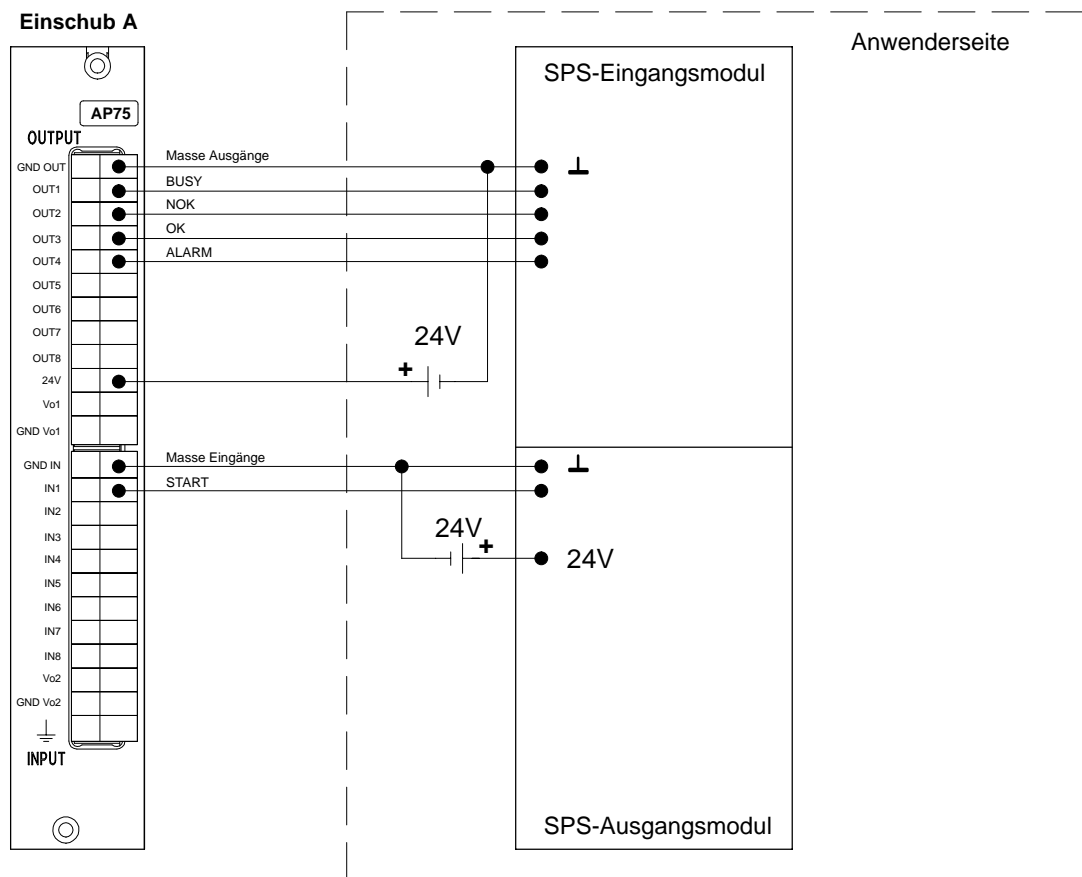 Einschub A
Anwenderseite
SPS-Eingangsmodul
AP75
OUTPUT
GND OUT
Masse Ausgänge
OUT1
BUSY
OUT2
NOK
OUT3
OK
OUT4
ALARM
OUT5
OUT6
OUT7
OUT8
24V
+
24V
Vo1
GND Vo1
GND IN
Masse Eingänge
IN1
START
IN2
IN3
24V
+
IN4
24V
IN5
IN6
IN7
IN8
Vo2
GND Vo2
INPUT
SPS-Ausgangsmodul